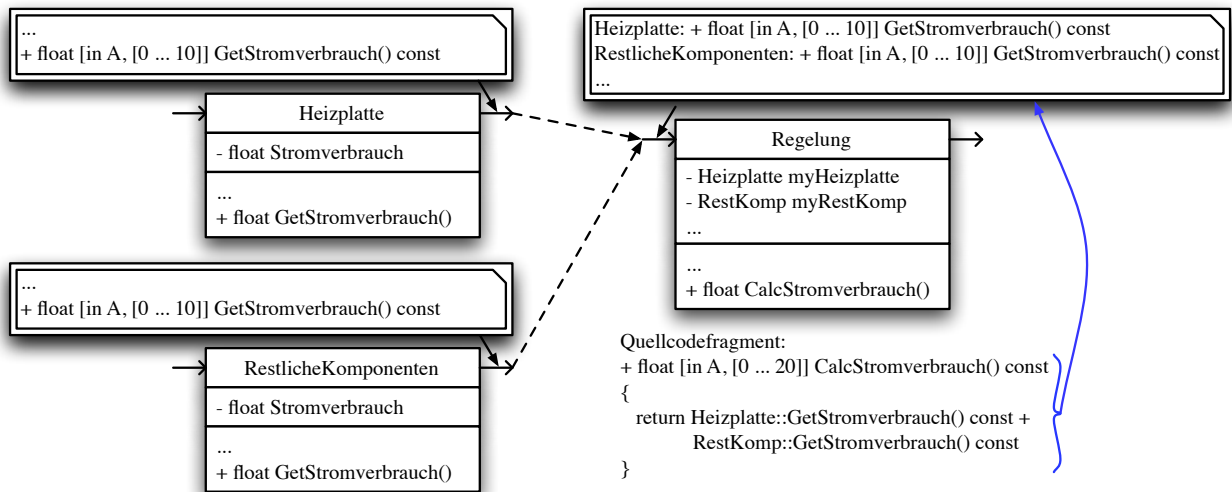 ...
+ float [in A, [0 ... 10]] GetStromverbrauch() const
Heizplatte
- float Stromverbrauch
...
+ float GetStromverbrauch()
...
+ float [in A, [0 ... 10]] GetStromverbrauch() const
RestlicheKomponenten
- float Stromverbrauch
...
+ float GetStromverbrauch()
Heizplatte: + float [in A, [0 ... 10]] GetStromverbrauch() const
RestlicheKomponenten: + float [in A, [0 ... 10]] GetStromverbrauch() const
...
Regelung
- Heizplatte myHeizplatte
- RestKomp myRestKomp
...
...
+ float CalcStromverbrauch()
Quellcodefragment:
+ float [in A, [0 ... 20]] CalcStromverbrauch() const
{
return Heizplatte::GetStromverbrauch() const +
RestKomp::GetStromverbrauch() const
}